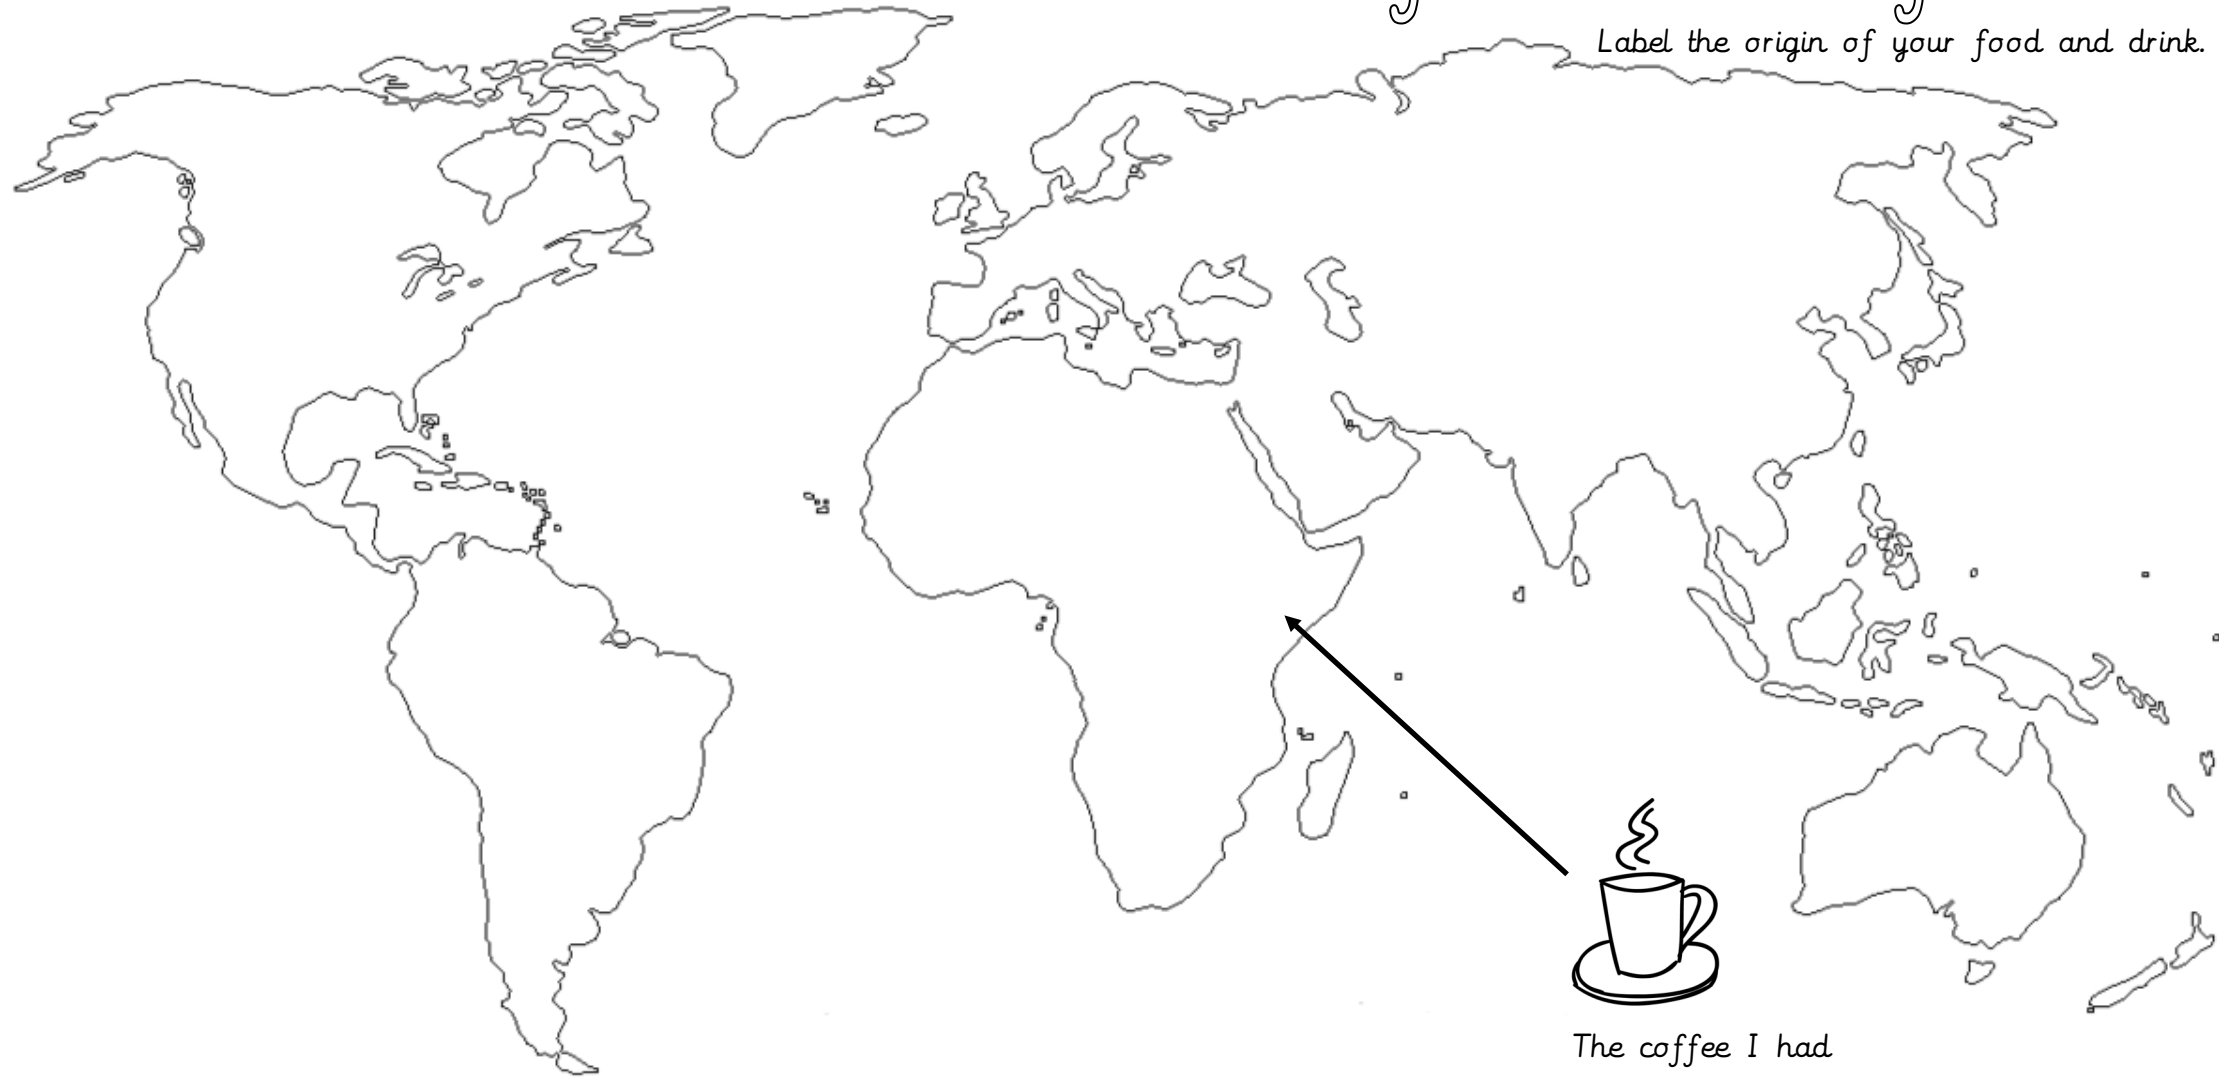 Label the origin of your food and drink.
The coffee I had